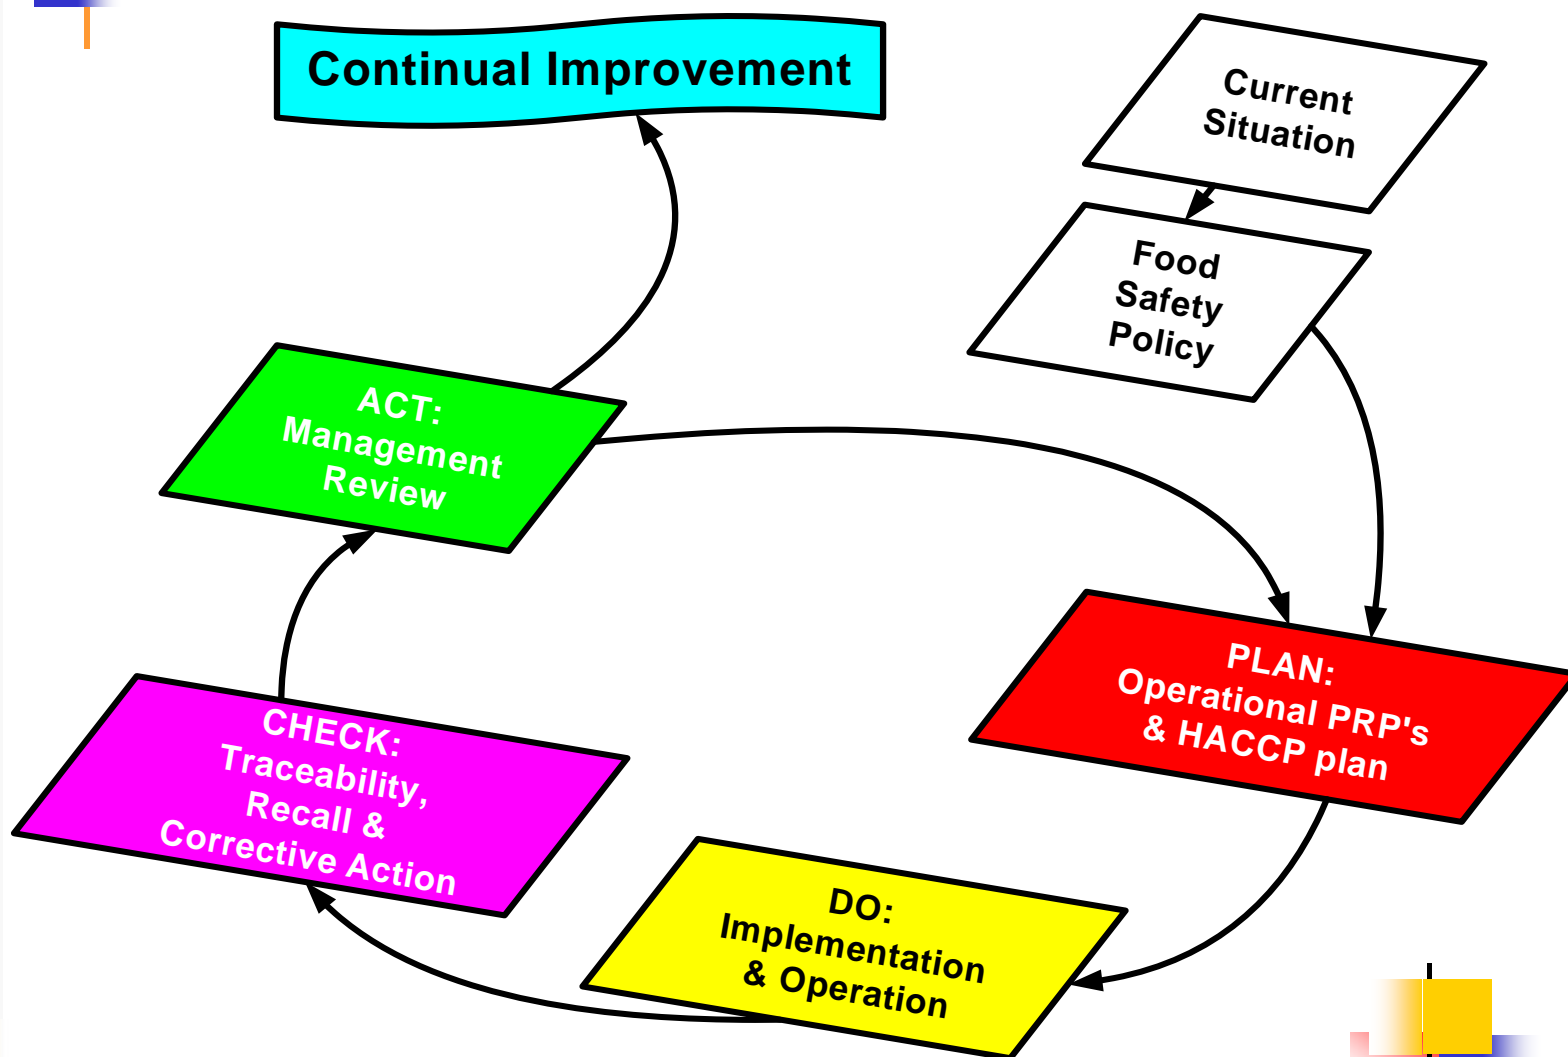 Continual Improvement
Current
Situation
Food
Safety
Policy
ACT:
Management
Review
PLAN:
Operational PRP's
& HACCP plan
CHECK:
Traceability,
Recall &
Corrective Action
DO:
Implementation
& Operation